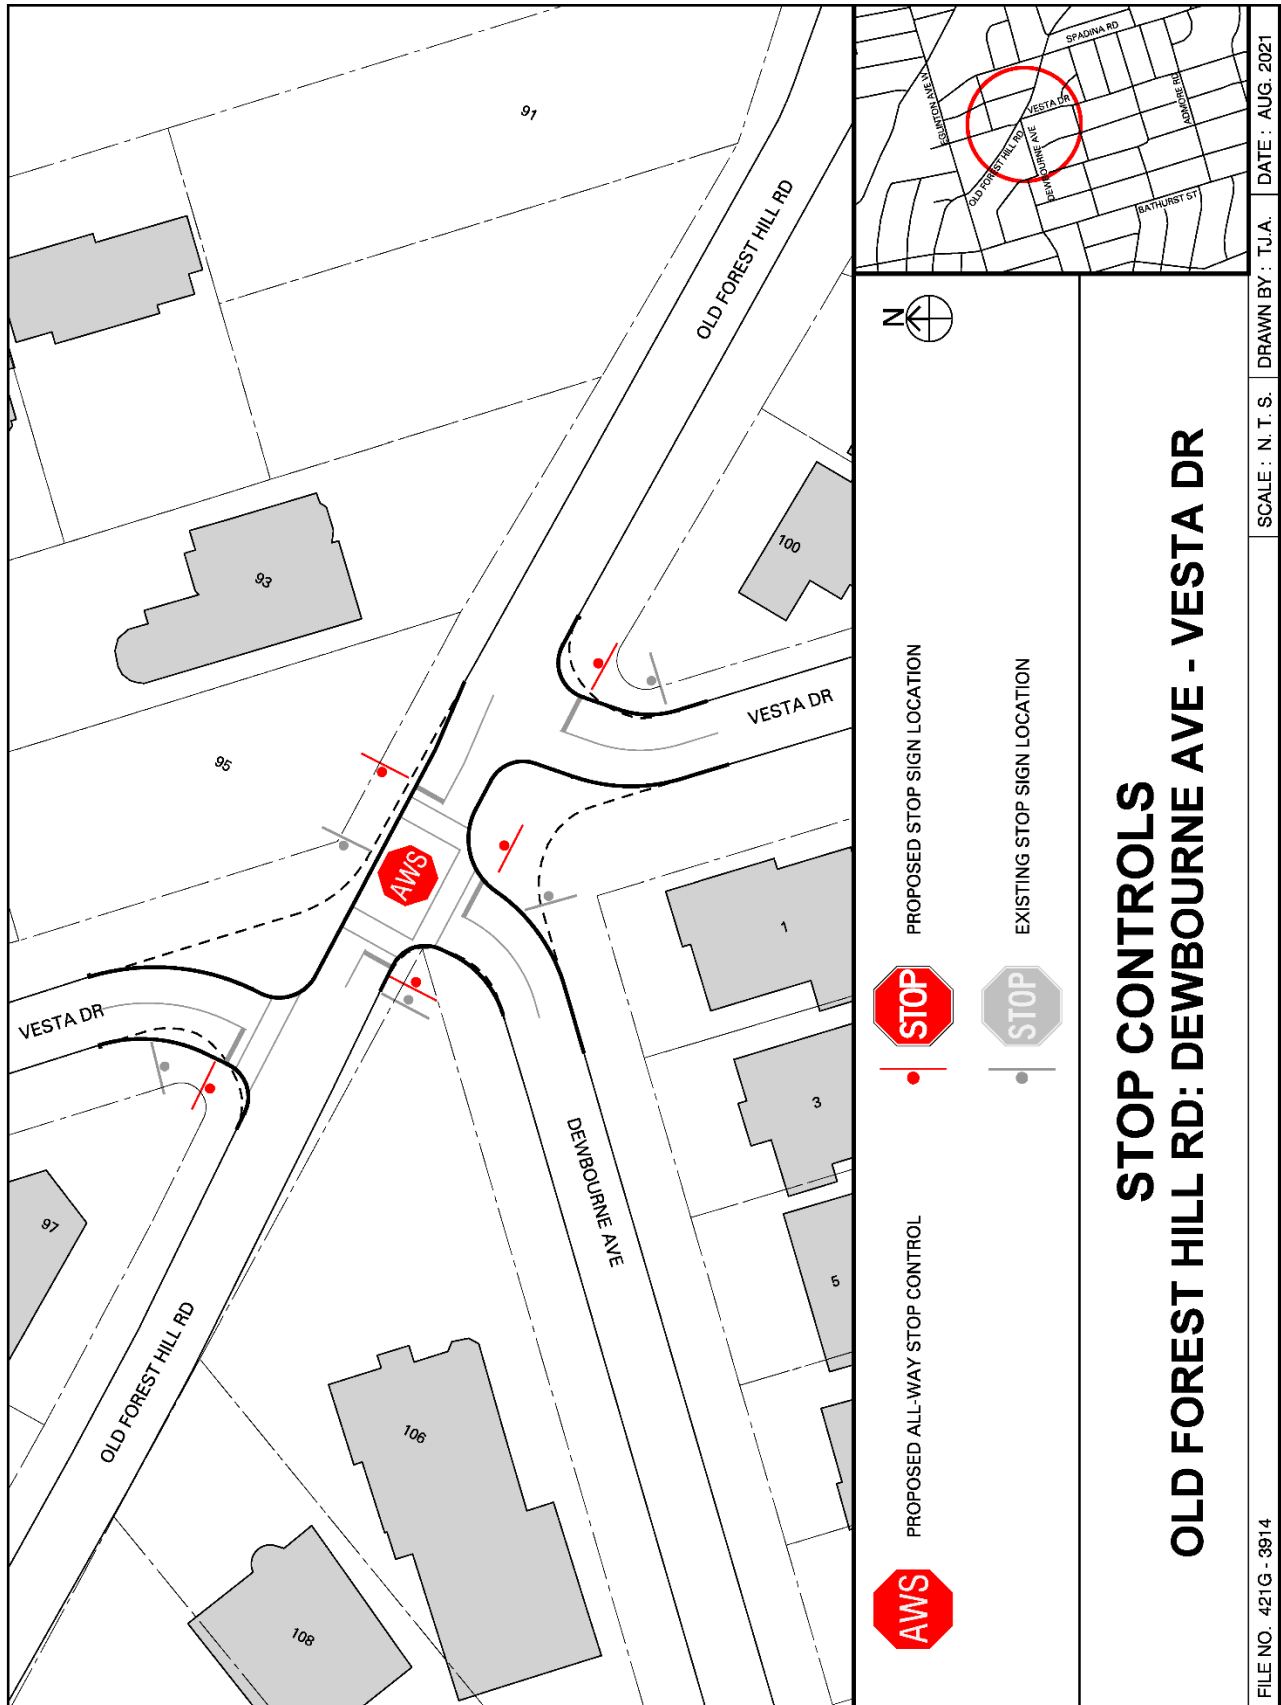 91
OLD FOREST HILL RD
93
100
95
VESTA DR
AWS
VESTA DR
1
3
97
DEWBOURNE AVE
5
OLD FOREST HILL RD
106
108
SPADINA RD
EGLINTON AVE W
VESTA DR
ADMORE RD
OLD FOREST HILL RD
DEWBOURNE AVE
BATHURST ST
N
AWS
PROPOSED ALL-WAY STOP CONTROL
STOP
PROPOSED STOP SIGN LOCATION
STOP
EXISTING STOP SIGN LOCATION
STOP CONTROLS
OLD FOREST HILL RD: DEWBOURNE AVE - VESTA DR
FILE NO. 421G - 3914
SCALE : N. T. S.
DRAWN BY : T.J.A.
DATE : AUG. 2021